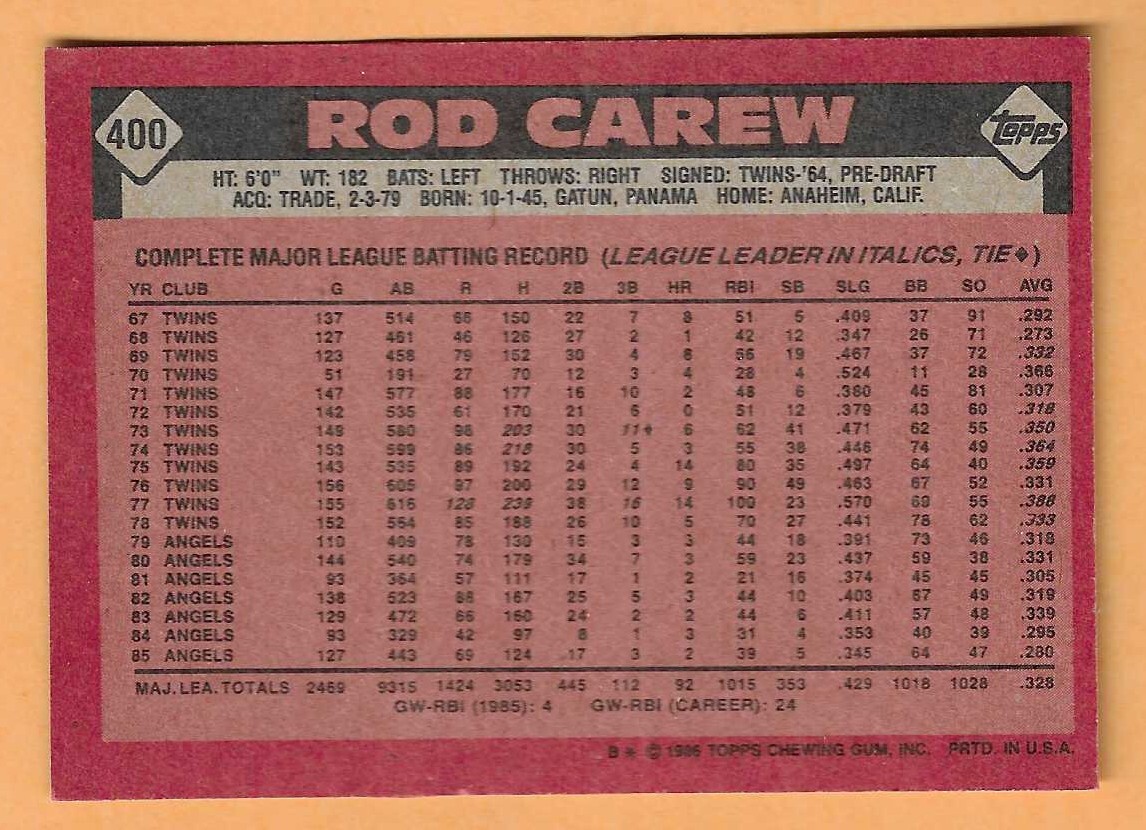 400 ROD CAREW Topps
HT: 6'0" WT: 182 BATS: LEFT THROWS: RIGHT SIGNED: TWINS-'64, PRE-DRAFT
ACQ: TRADE, 2-3-79 BORN: 10-1-45, GATUN, PANAMA HOME: ANAHEIM, CALIF.
COMPLETE MAJOR LEAGUE BATTING RECORD (LEAGUE LEADER IN ITALICS, TIE♦)
YR CLUB G AB R H 2B 3B HR RBI SB SLG BB SO AVG
67 TWINS 137 514 66 150 22 7 8 51 5 .409 37 91 .292
68 TWINS 127 461 46 126 27 2 1 42 12 .347 26 71 .273
69 TWINS 123 458 79 152 30 4 8 56 19 .467 37 72 .332
70 TWINS 51 191 27 70 12 3 4 28 4 .524 11 28 .366
71 TWINS 147 577 88 177 16 10 2 48 6 .380 45 81 .307
72 TWINS 142 535 61 170 21 6 0 51 12 .379 43 60 .318
73 TWINS 149 580 98 203 30 11♦ 6 62 41 .471 62 55 .350
74 TWINS 153 599 86 218 30 5 3 55 38 .446 74 49 .364
75 TWINS 143 535 89 192 24 4 14 80 35 .497 64 40 .359
76 TWINS 156 605 97 200 29 12 9 90 49 .463 67 52 .331
77 TWINS 155 616 128 239 38 16 14 100 23 .570 69 55 .388
78 TWINS 152 564 85 188 26 10 5 70 27 .441 78 62 .333
79 ANGELS 110 409 78 130 15 3 3 44 18 .391 73 46 .318
80 ANGELS 144 540 74 179 34 7 3 59 23 .437 59 38 .331
81 ANGELS 93 364 57 111 17 1 2 21 16 .374 45 45 .305
82 ANGELS 138 523 88 167 25 5 3 44 10 .403 67 49 .319
83 ANGELS 129 472 66 160 24 2 2 44 6 .411 57 48 .339
84 ANGELS 93 329 42 97 8 1 3 31 4 .353 40 39 .295
85 ANGELS 127 443 69 124 17 3 2 39 5 .345 64 47 .280
MAJ. LEA. TOTALS 2469 9315 1424 3053 445 112 92 1015 353 .429 1018 1028 .328
GW-RBI (1985): 4 GW-RBI (CAREER): 24
B * © 1986 TOPPS CHEWING GUM, INC. PRTD. IN U.S.A.